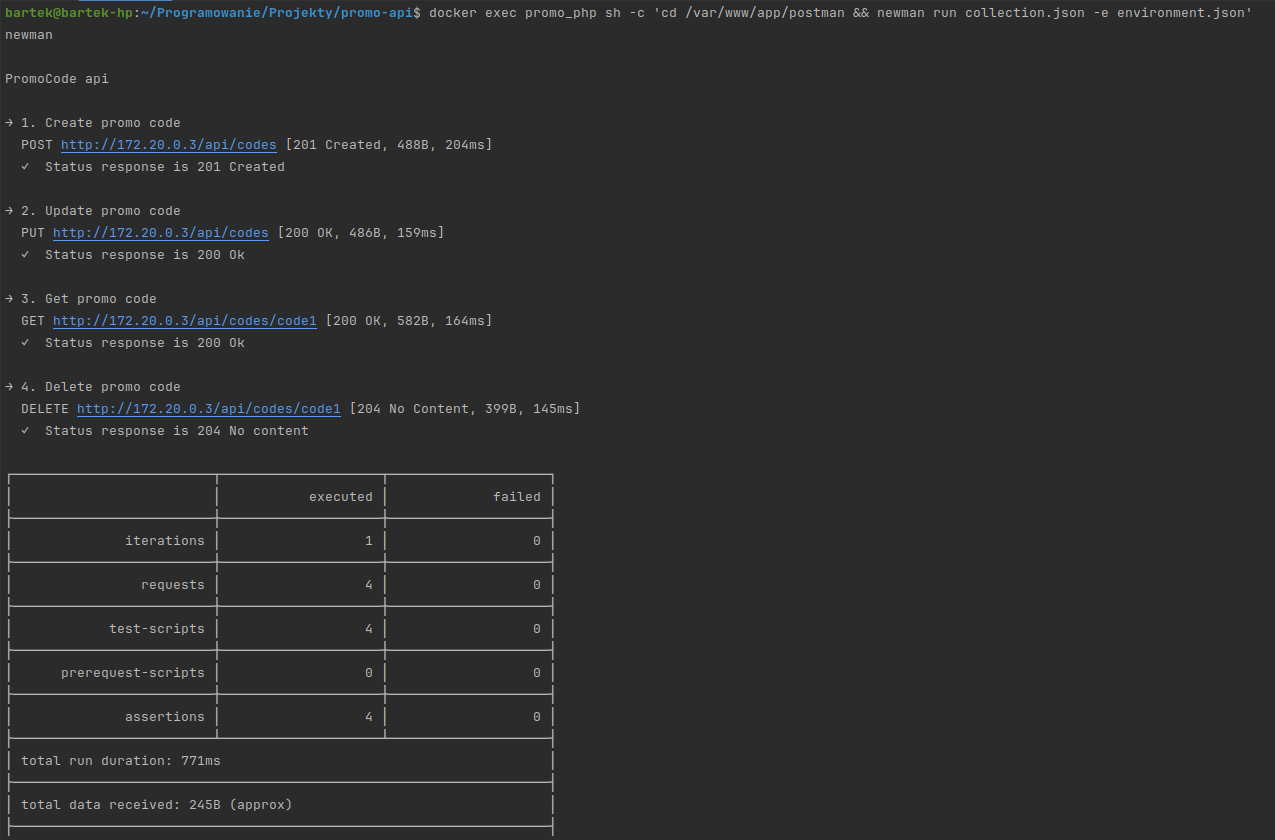 bartek@bartek-hp:~/Programowanie/Projekty/promo-api$ docker exec promo_php sh -c 'cd /var/www/app/postman && newman run collection.json -e environment.json'
newman
PromoCode api
→ 1. Create promo code
POST http://172.20.0.3/api/codes [201 Created, 488B, 204ms]
✓ Status response is 201 Created
→ 2. Update promo code
PUT http://172.20.0.3/api/codes [200 OK, 486B, 159ms]
✓ Status response is 200 Ok
→ 3. Get promo code
GET http://172.20.0.3/api/codes/code1 [200 OK, 582B, 164ms]
✓ Status response is 200 Ok
→ 4. Delete promo code
DELETE http://172.20.0.3/api/codes/code1 [204 No Content, 399B, 145ms]
✓ Status response is 204 No content
executed failed
iterations 1 0
requests 4 0
test-scripts 4 0
prerequest-scripts 0 0
assertions 4 0
total run duration: 771ms
total data received: 245B (approx)